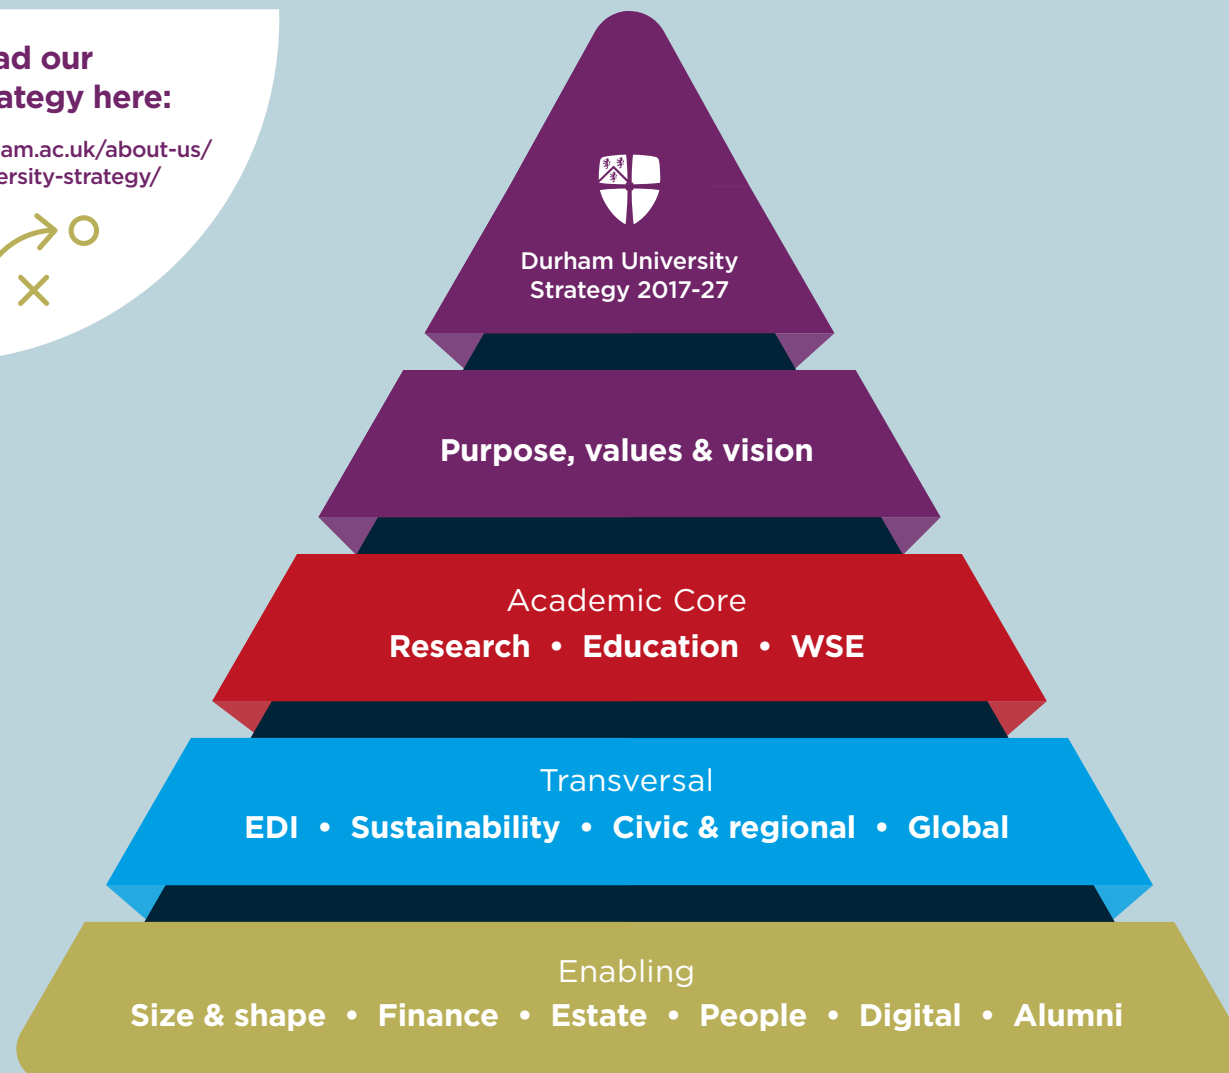 ad our
ategy here:
am.ac.uk/about-us/
ersity-strategy/
Durham University
Strategy 2017-27
Purpose, values & vision
Academic Core
Research • Education • WSE
Transversal
EDI • Sustainability • Civic & regional • Global
Enabling
Size & shape • Finance • Estate • People • Digital • Alumni